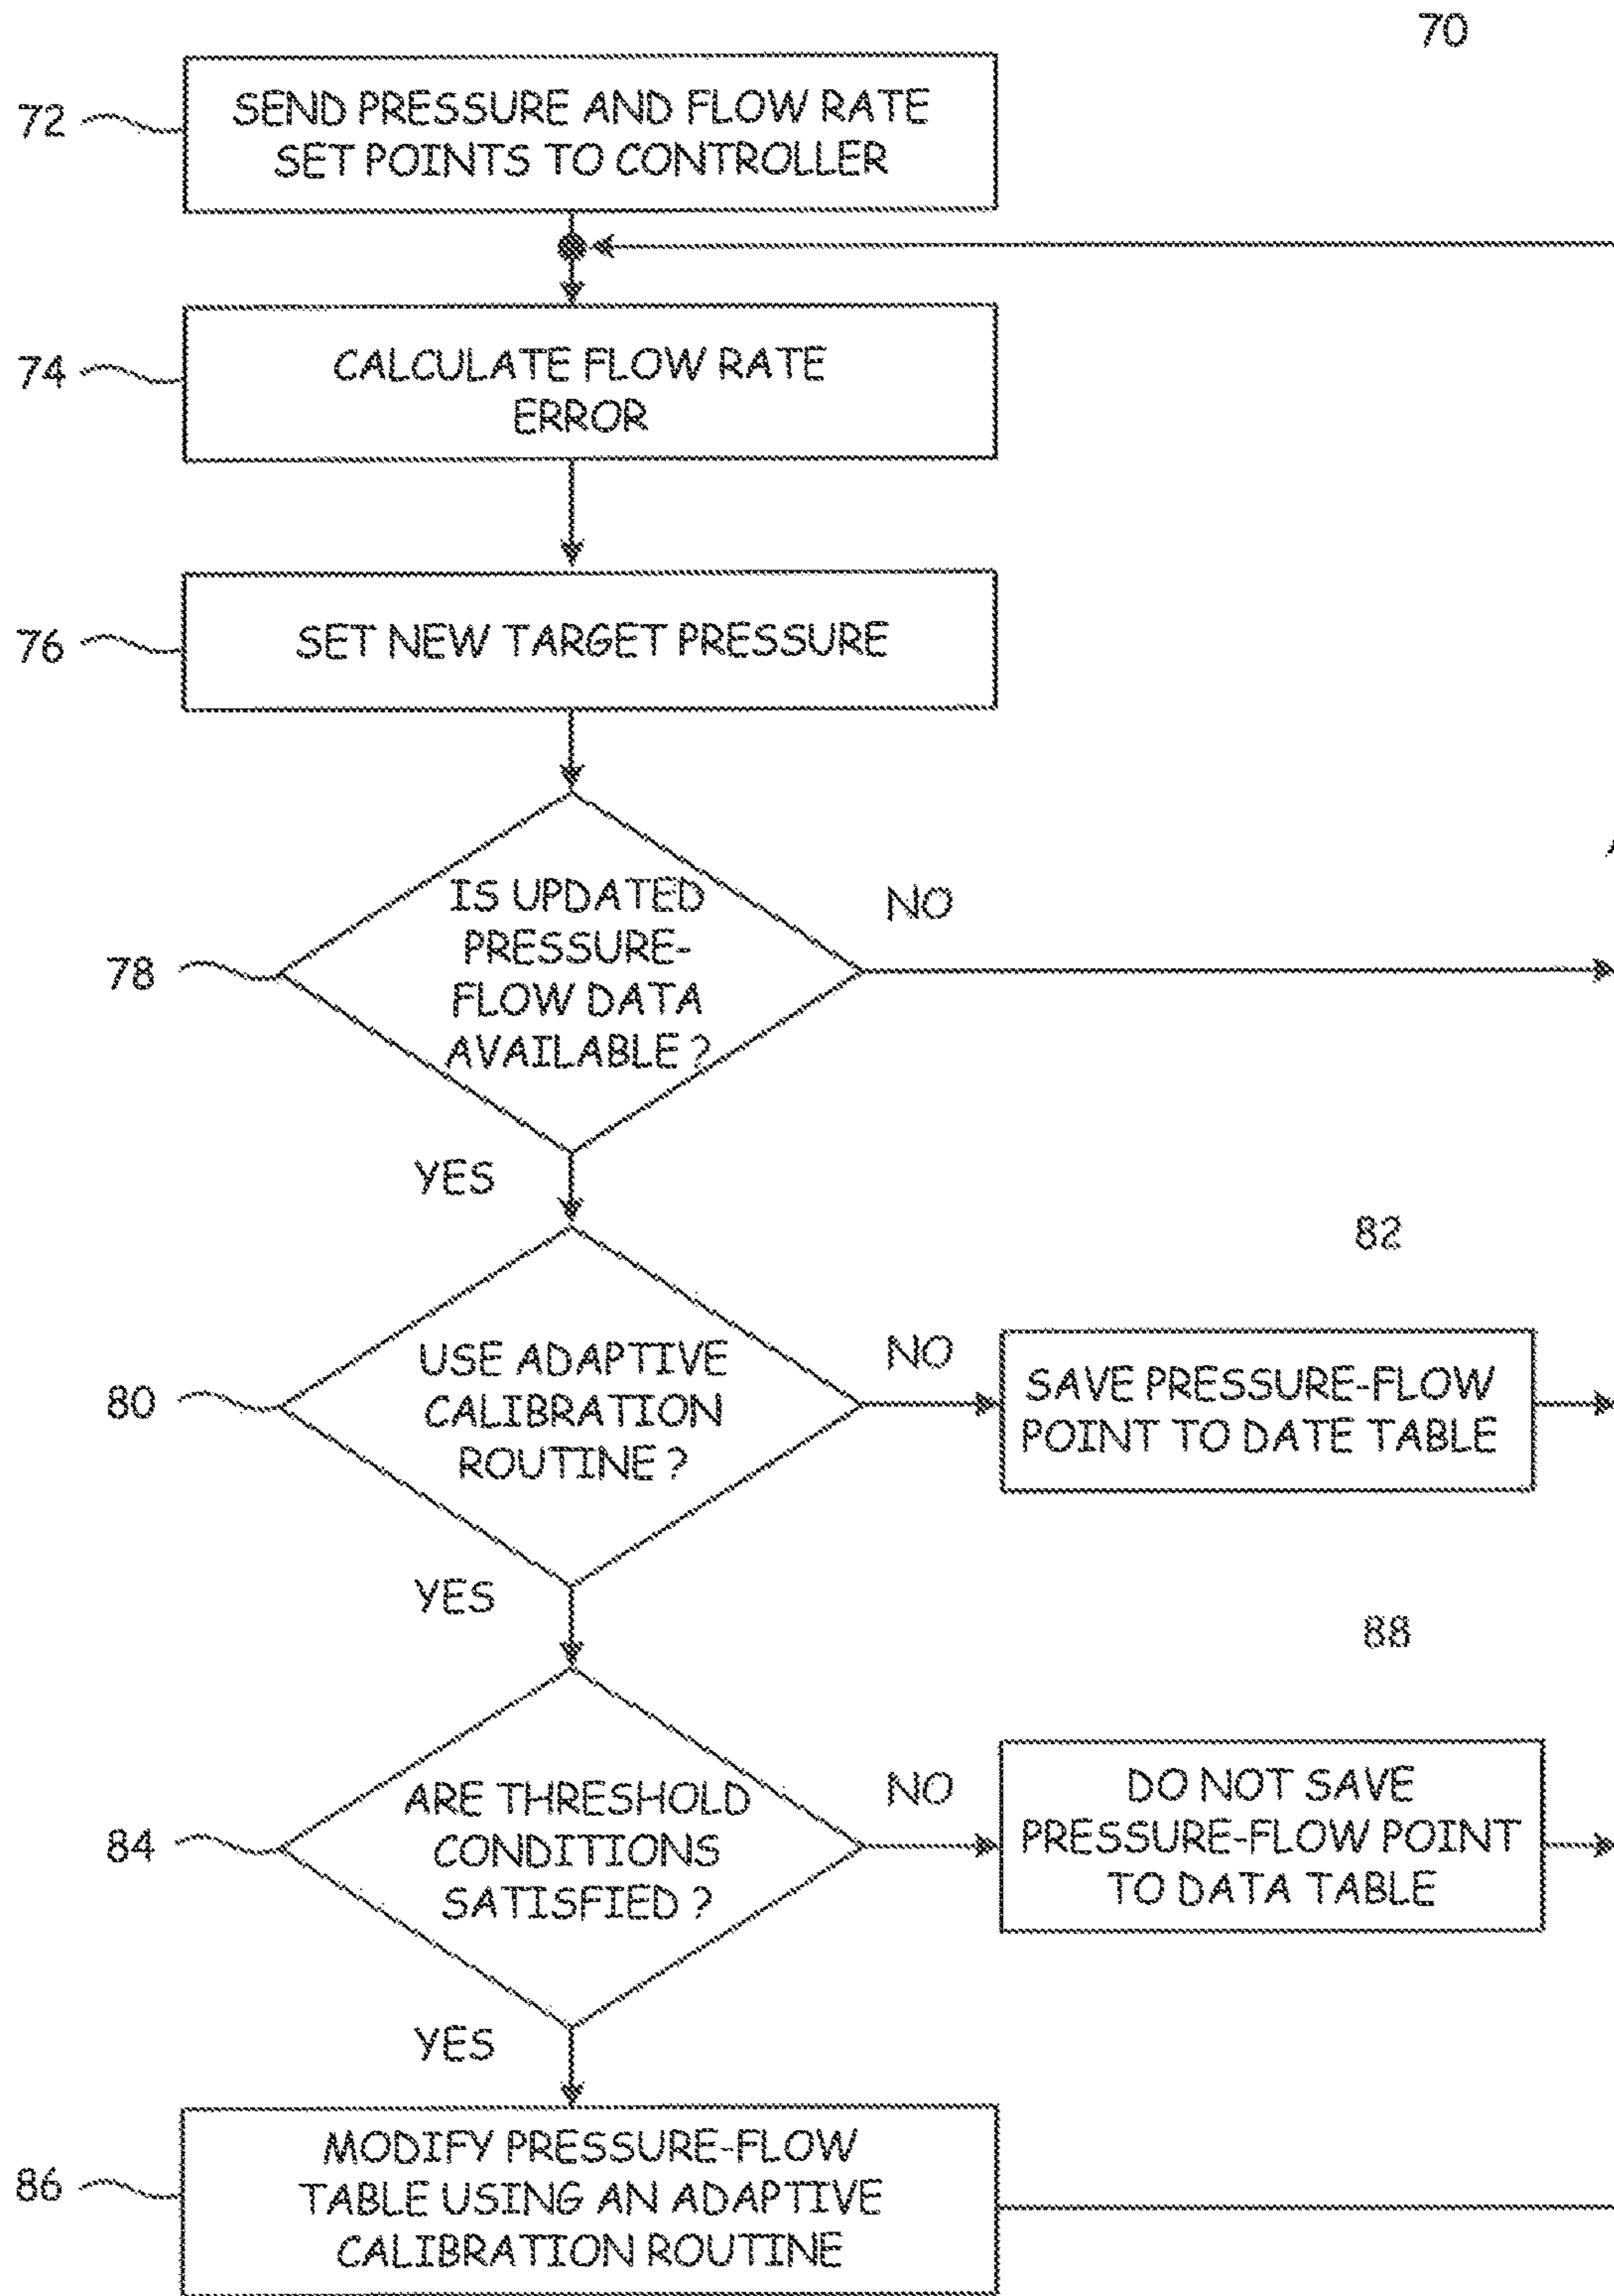 70
72
SEND PRESSURE AND FLOW RATE
SET POINTS TO CONTROLLER
74
CALCULATE FLOW RATE
ERROR
76
SET NEW TARGET PRESSURE
78
IS UPDATED
PRESSURE-
FLOW DATA
AVAILABLE ?
NO
YES
80
USE ADAPTIVE
CALIBRATION
ROUTINE ?
NO
82
SAVE PRESSURE-FLOW
POINT TO DATE TABLE
YES
84
ARE THRESHOLD
CONDITIONS
SATISFIED ?
NO
88
DO NOT SAVE
PRESSURE-FLOW POINT
TO DATA TABLE
YES
86
MODIFY PRESSURE-FLOW
TABLE USING AN ADAPTIVE
CALIBRATION ROUTINE